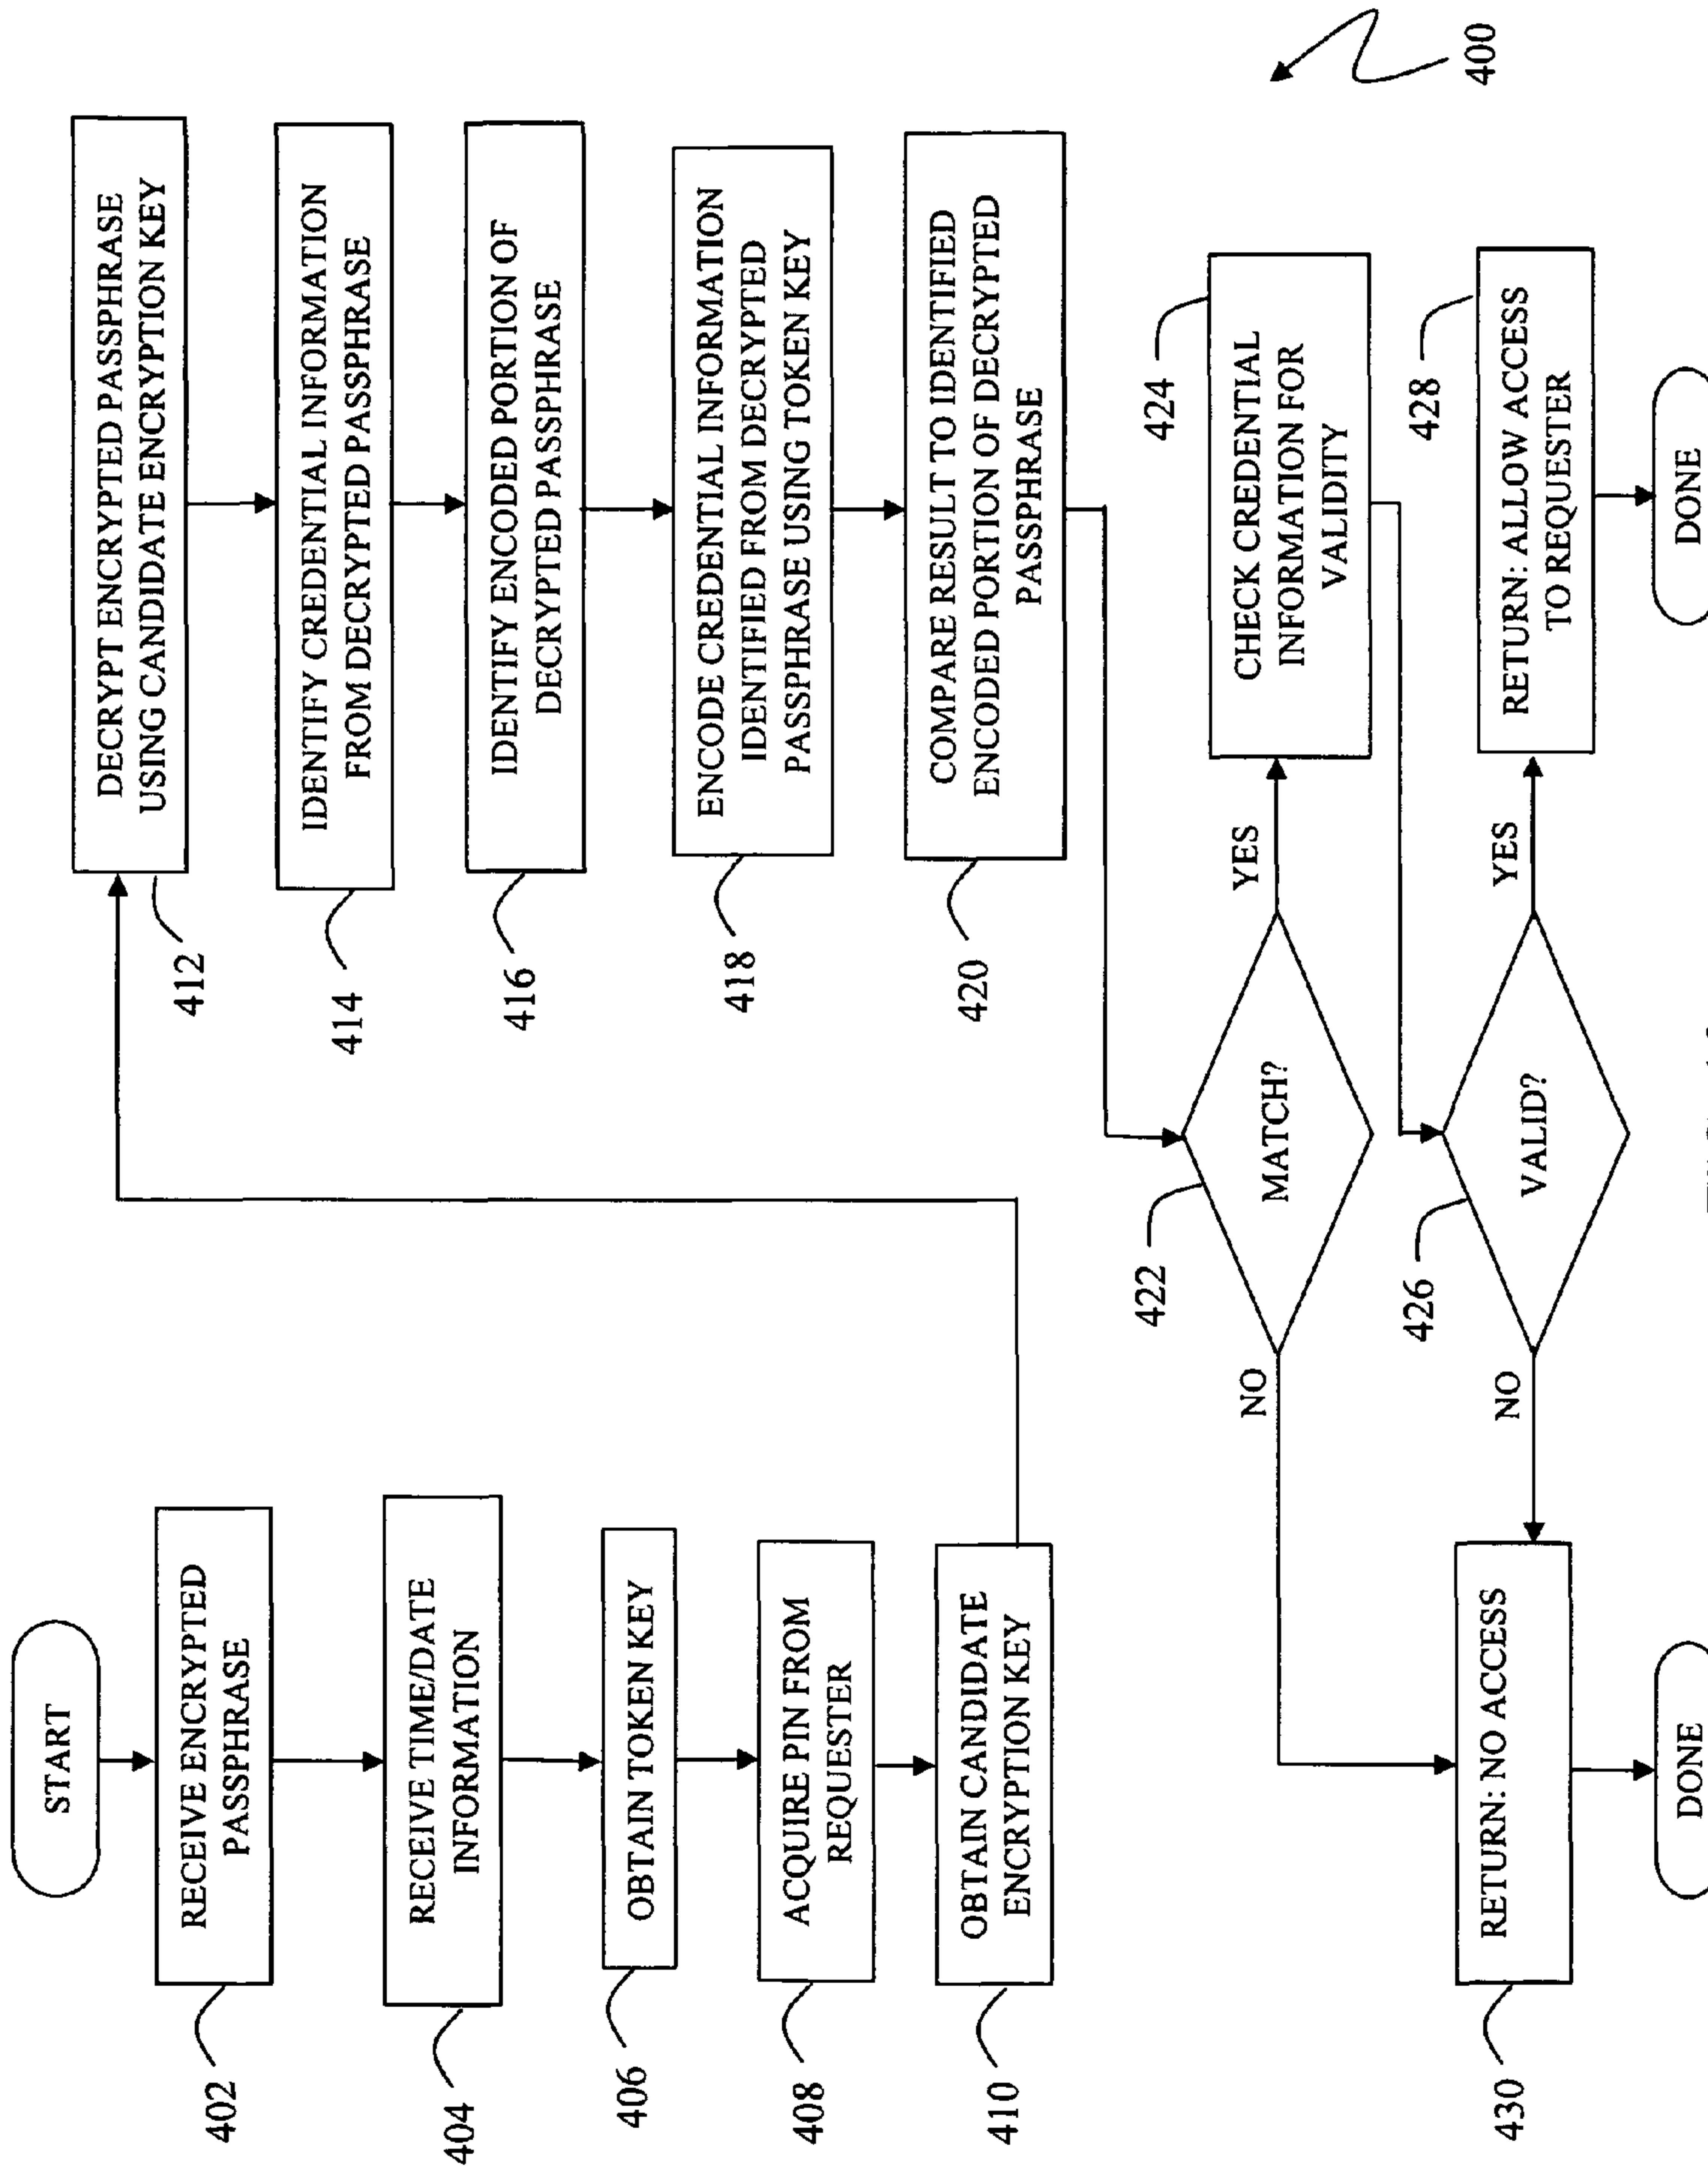 START
RECEIVE ENCRYPTED
PASSPHRASE
402
RECEIVE TIME/DATE
INFORMATION
404
OBTAIN TOKEN KEY
406
ACQUIRE PIN FROM
REQUESTER
408
OBTAIN CANDIDATE
ENCRYPTION KEY
410
DECRYPT ENCRYPTED PASSPHRASE
USING CANDIDATE ENCRYPTION KEY
412
IDENTIFY CREDENTIAL INFORMATION
FROM DECRYPTED PASSPHRASE
414
IDENTIFY ENCODED PORTION OF
DECRYPTED PASSPHRASE
416
ENCODE CREDENTIAL INFORMATION
IDENTIFIED FROM DECRYPTED
PASSPHRASE USING TOKEN KEY
418
COMPARE RESULT TO IDENTIFIED
ENCODED PORTION OF DECRYPTED
PASSPHRASE
420
MATCH?
422
NO
YES
CHECK CREDENTIAL
INFORMATION FOR
VALIDITY
424
VALID?
426
NO
YES
RETURN: ALLOW ACCESS
TO REQUESTER
428
DONE
RETURN: NO ACCESS
430
DONE
400